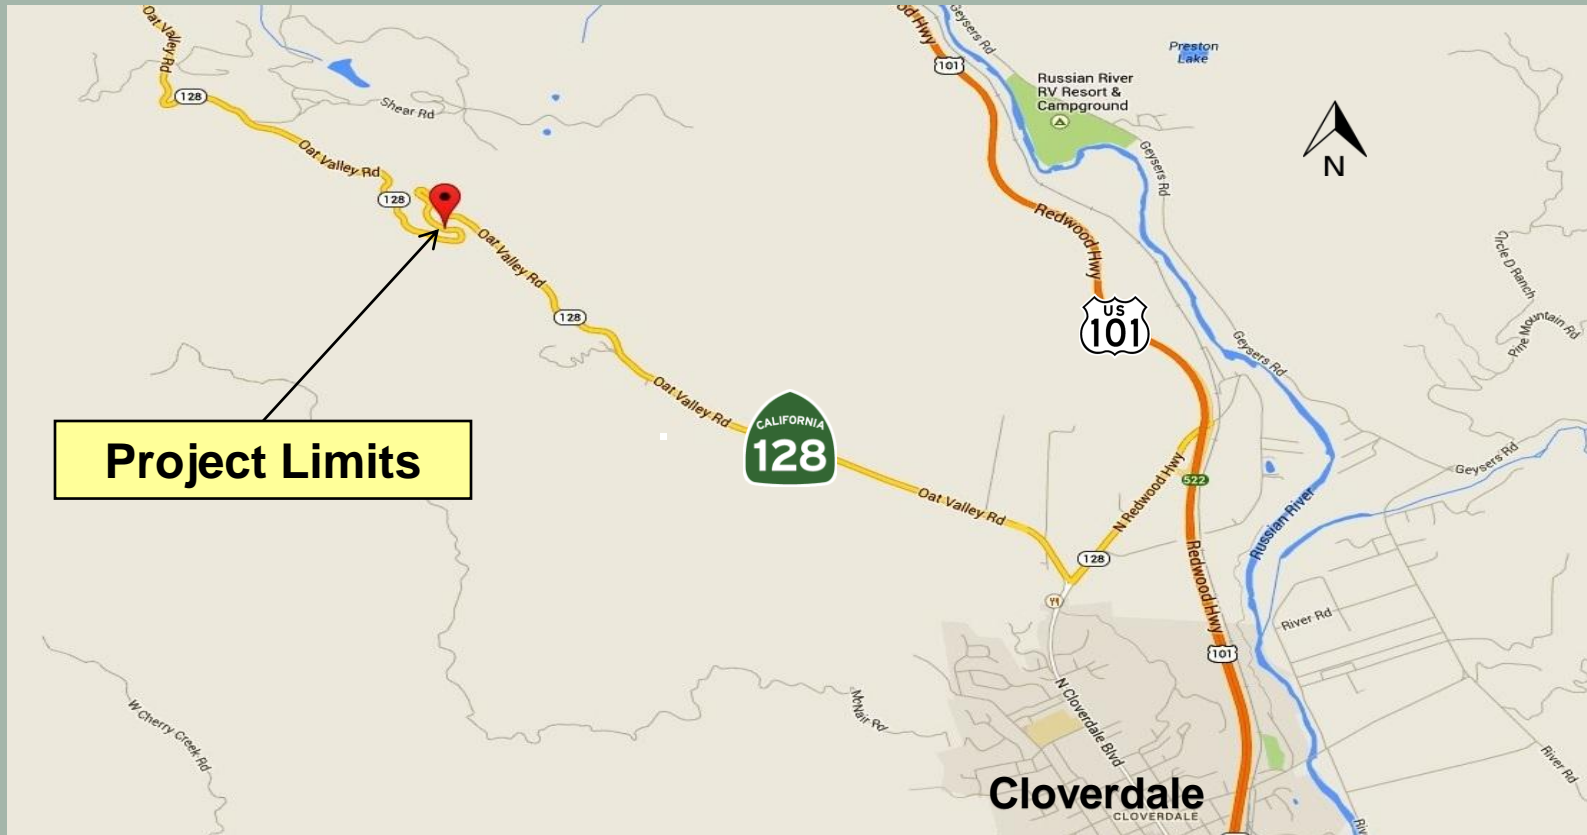 Oat Valley Rd
128
Shear Rd
Oat Valley Rd
128
Oat Valley Rd
128
Oat Valley Rd
Project Limits
CALIFORNIA
128
Oat Valley Rd
128
N Redwood Hwy
522
od Hwy
101
Geysers Rd
Russian River
RV Resort &
Campground
Preston
Lake
N
Geysers Rd
Redwood Hwy
US
101
Geysers Rd
Circle D Ranch
Pine Mountain Rd
Geysers Rd
Russian River
Redwood Hwy
101
River Rd
River Rd
N Cloverdale Blvd
McNair Rd
W Cherry Creek Rd
Cloverdale
CLOVERDALE
Riv